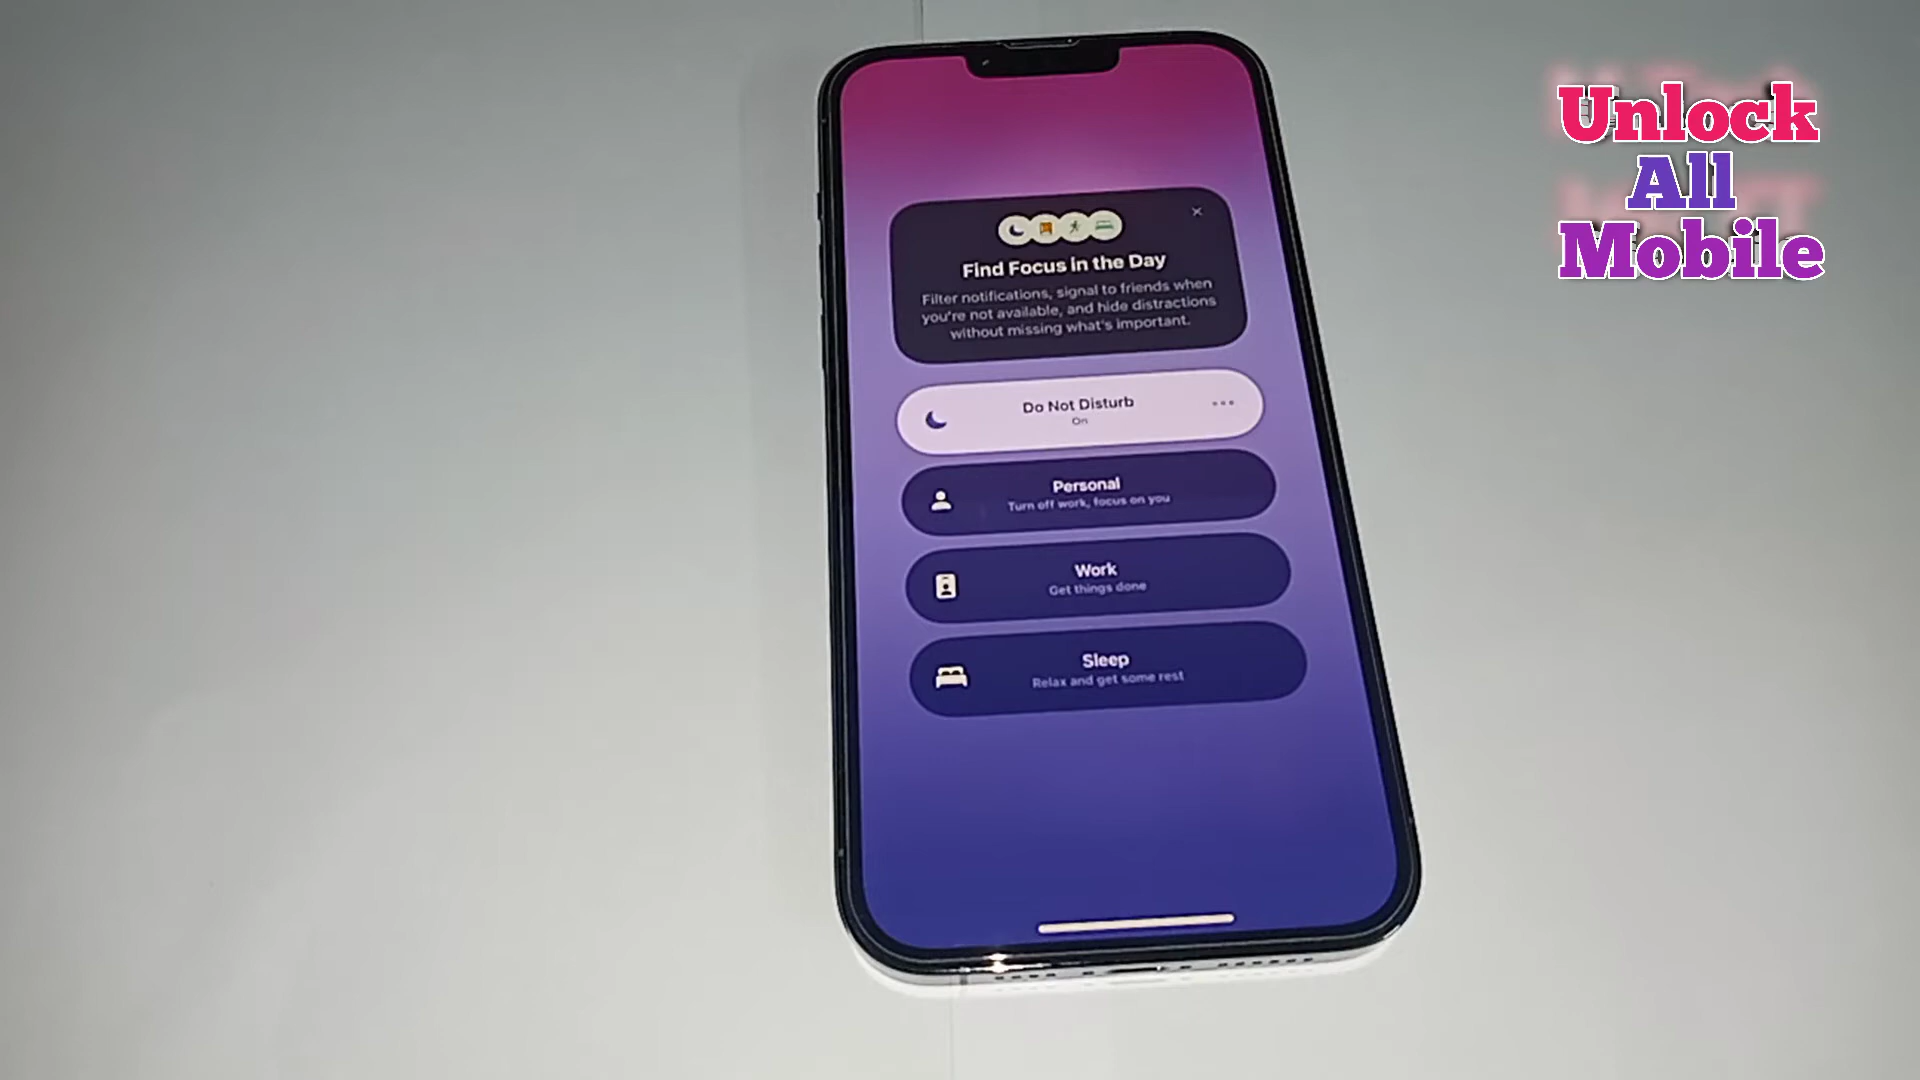 Unlock
All
Mobile
Find Focus in the Day
Filter notifications, signal to friends when
you're not available, and hide distractions
without missing what's important.
Do Not Disturb
On
Personal
Turn off work, focus on you
Work
Get things done
Sleep
Relax and get some rest